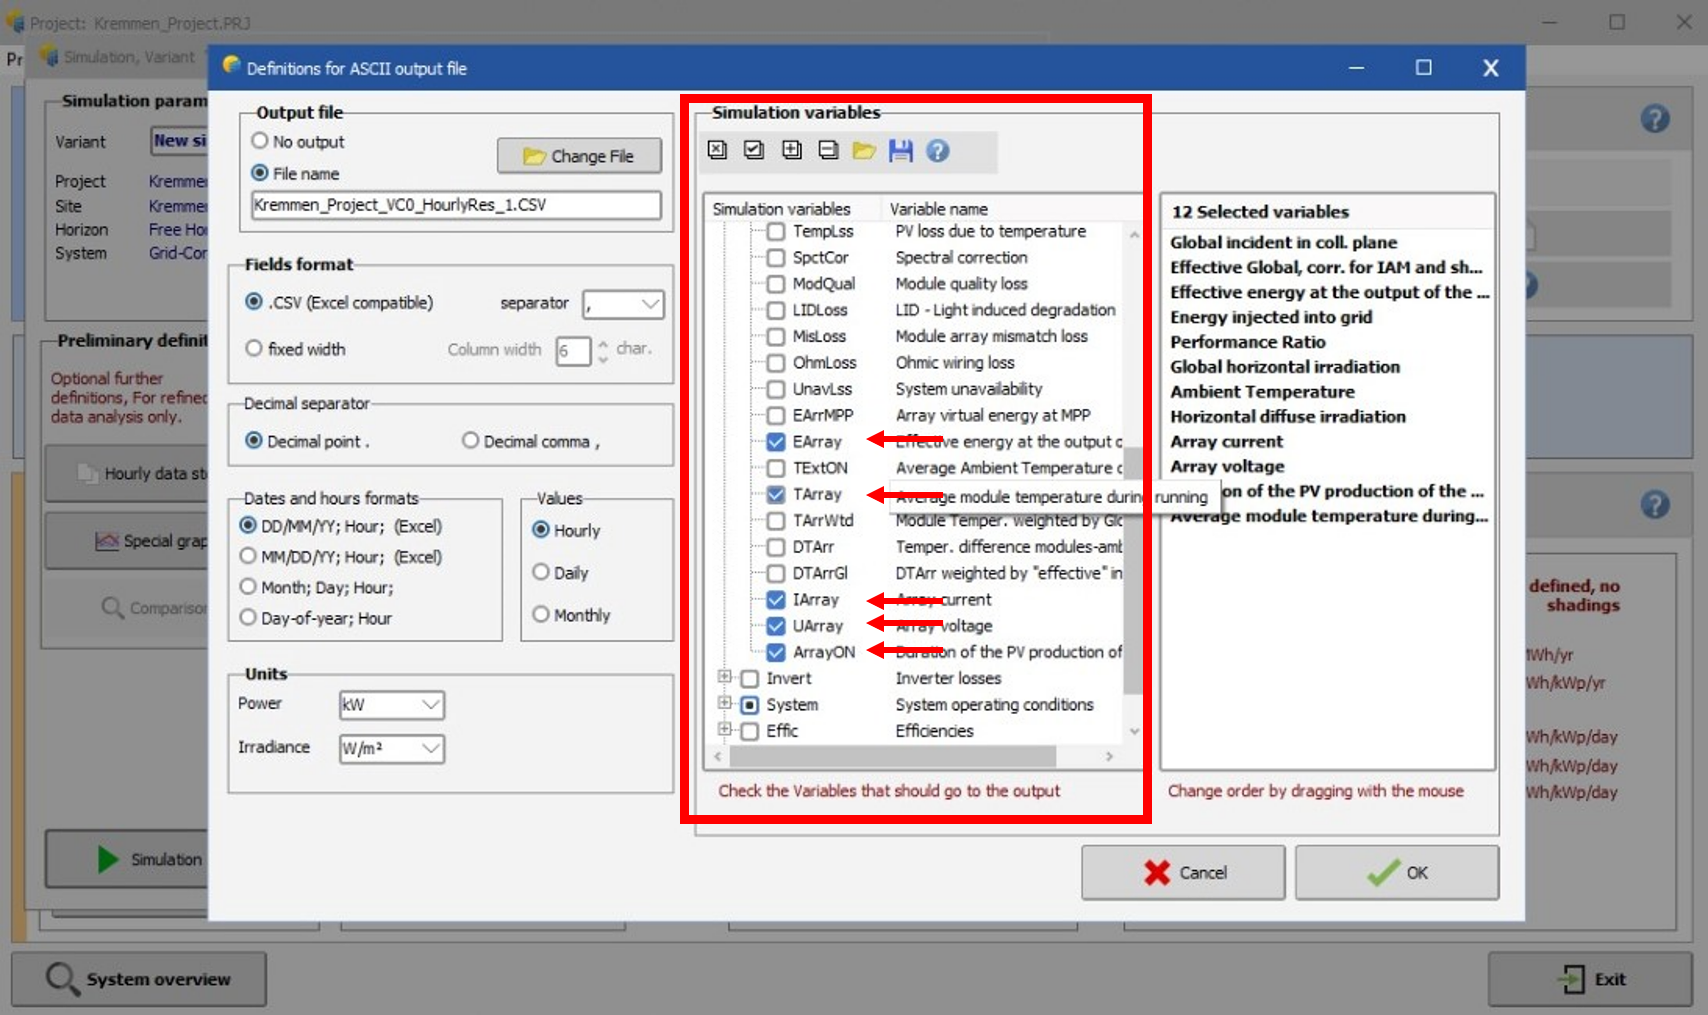 Project: Kremmen_Project.PRJ
Pr
Simulation, Variant
Definitions for ASCII output file
Simulation param
Variant
New si
Project
Kremmen
Site
Kremmen
Horizon
Free Ho
System
Grid-Cor
Preliminary definit
Optional further
definitions, For refined
data analysis only.
Hourly data sto
Special grap
Comparison
Simulation
Output file
No output
File name
Change File
Kremmen_Project_VC0_HourlyRes_1.CSV
Fields format
.CSV (Excel compatible)
separator
,
fixed width
Column width
6
char.
Decimal separator
Decimal point .
Decimal comma ,
Dates and hours formats
DD/MM/YY; Hour; (Excel)
MM/DD/YY; Hour; (Excel)
Month; Day; Hour;
Day-of-year; Hour
Values
Hourly
Daily
Monthly
Units
Power
kW
Irradiance
W/m²
Simulation variables
Simulation variables Variable name
TempLss PV loss due to temperature
SpctCor Spectral correction
ModQual Module quality loss
LIDLoss LID - Light induced degradation
MisLoss Module array mismatch loss
OhmLoss Ohmic wiring loss
UnavLss System unavailability
EArrMPP Array virtual energy at MPP
EArray Effective energy at the output o
TExtON Average Ambient Temperature
TArray Average module temperature during running
TArrWtd Module Temper. weighted by Glo
DTArr Temper. difference modules-amb
DTArrGl DTArr weighted by "effective" in
IArray Array current
UArray Array voltage
ArrayON Duration of the PV production of
Invert Inverter losses
System System operating conditions
Effic Efficiencies
Check the Variables that should go to the output
12 Selected variables
Global incident in coll. plane
Effective Global, corr. for IAM and sh...
Effective energy at the output of the ...
Energy injected into grid
Performance Ratio
Global horizontal irradiation
Ambient Temperature
Horizontal diffuse irradiation
Array current
Array voltage
on of the PV production of the ...
Average module temperature during...
Change order by dragging with the mouse
Cancel
OK
defined, no
shadings
Wh/yr
Wh/kWp/yr
Wh/kWp/day
Wh/kWp/day
Wh/kWp/day
System overview
Exit